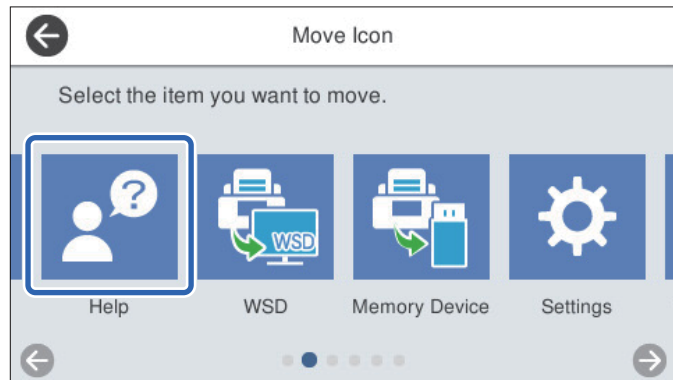 Move Icon
Select the item you want to move.
?
WSD
Help
WSD
Memory Device
Settings